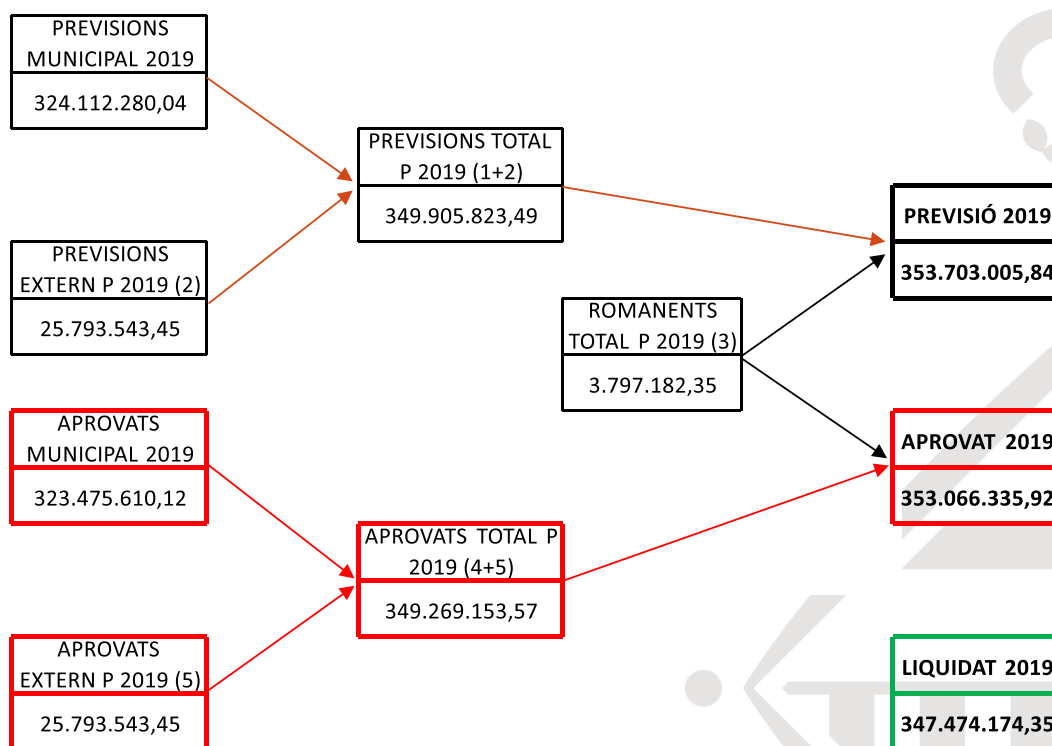 PREVISIONS
MUNICIPAL 2019
324.112.280,04
PREVISIONS TOTAL
P 2019 (1+2)
349.905.823,49
PREVISIÓ 2019
353.703.005,84
PREVISIONS
EXTERN P 2019 (2)
25.793.543,45
ROMANENTS
TOTAL P 2019 (3)
3.797.182,35
APROVATS
MUNICIPAL 2019
323.475.610,12
APROVAT 2019
353.066.335,92
APROVATS TOTAL P
2019 (4+5)
349.269.153,57
APROVATS
EXTERN P 2019 (5)
25.793.543,45
LIQUIDAT 2019
347.474.174,35